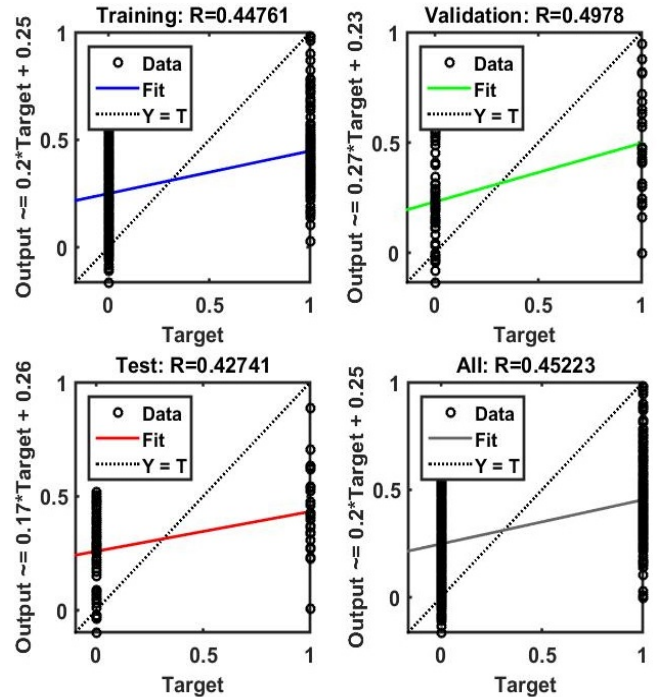 Training: R=0.44761
Output ~= 0.2*Target + 0.25
1
0.5
0
Data
Fit
Y = T
0
0.5
1
Target
Validation: R=0.4978
Output ~= 0.27*Target + 0.23
1
0.5
0
Data
Fit
Y = T
0
0.5
1
Target
Test: R=0.42741
Output ~= 0.17*Target + 0.26
1
0.5
0
Data
Fit
Y = T
0
0.5
1
Target
All: R=0.45223
Output ~= 0.2*Target + 0.25
1
0.5
0
Data
Fit
Y = T
0
0.5
1
Target